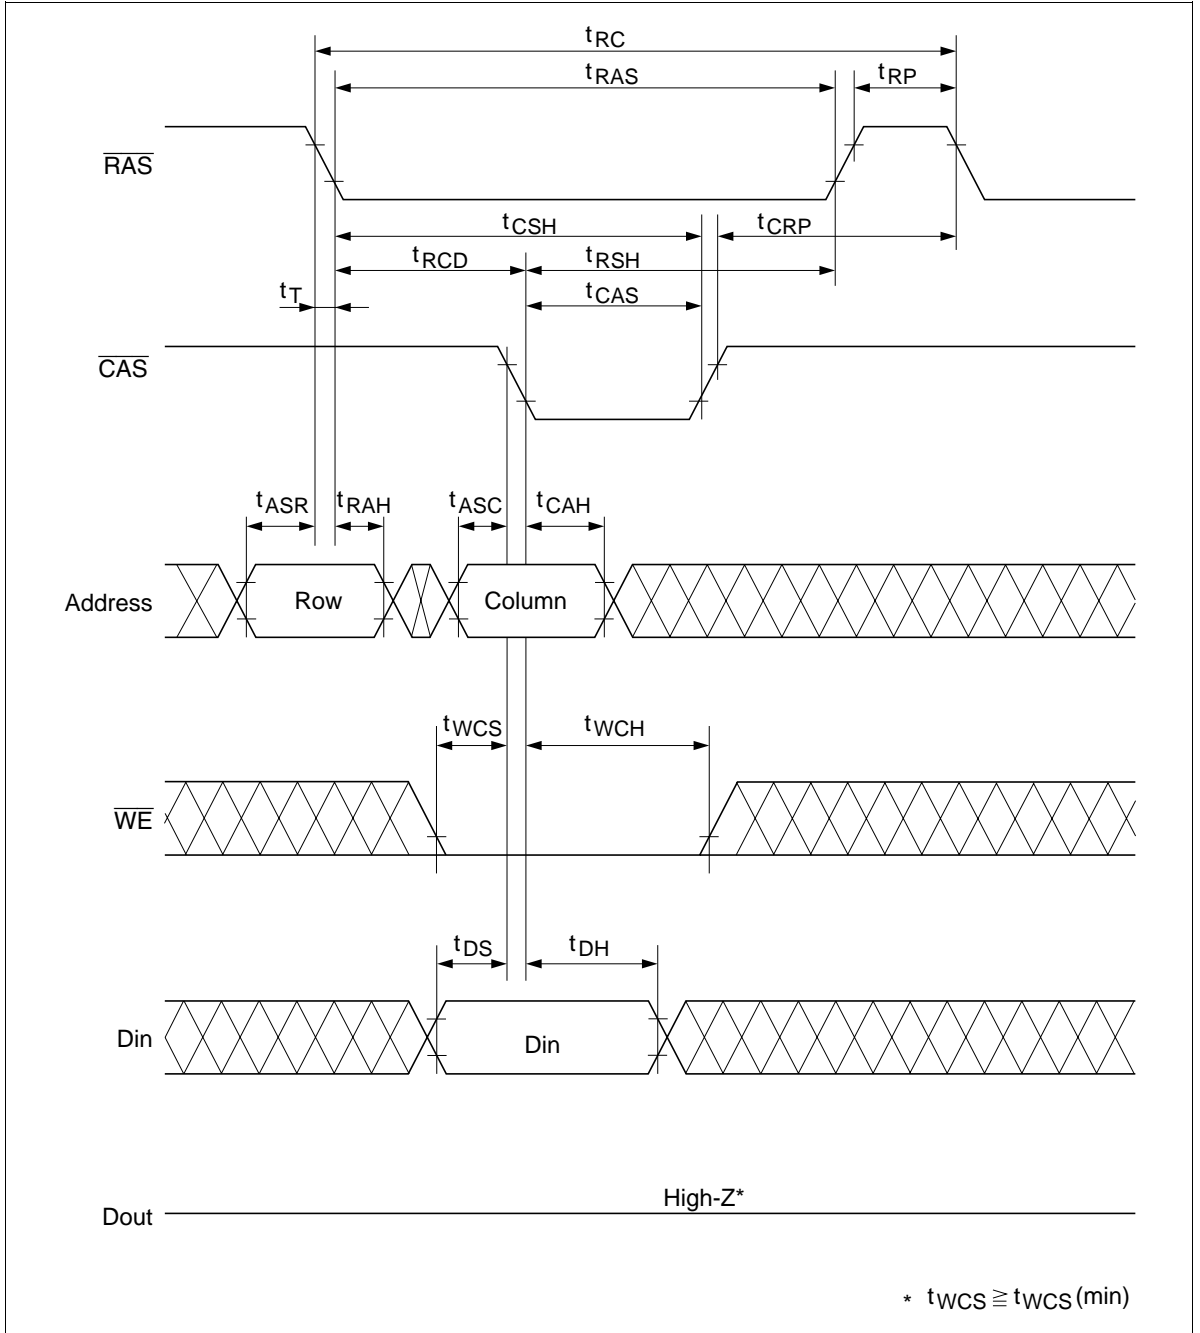 tRC
tRAS
tRP
RAS
tCSH
tCRP
tRCD
tRSH
tT
tCAS
CAS
tASR
tRAH
tASC
tCAH
Address
Row
Column
tWCS
tWCH
WE
tDS
tDH
Din
Din
High-Z*
Dout
* tWCS ≧ tWCS (min)